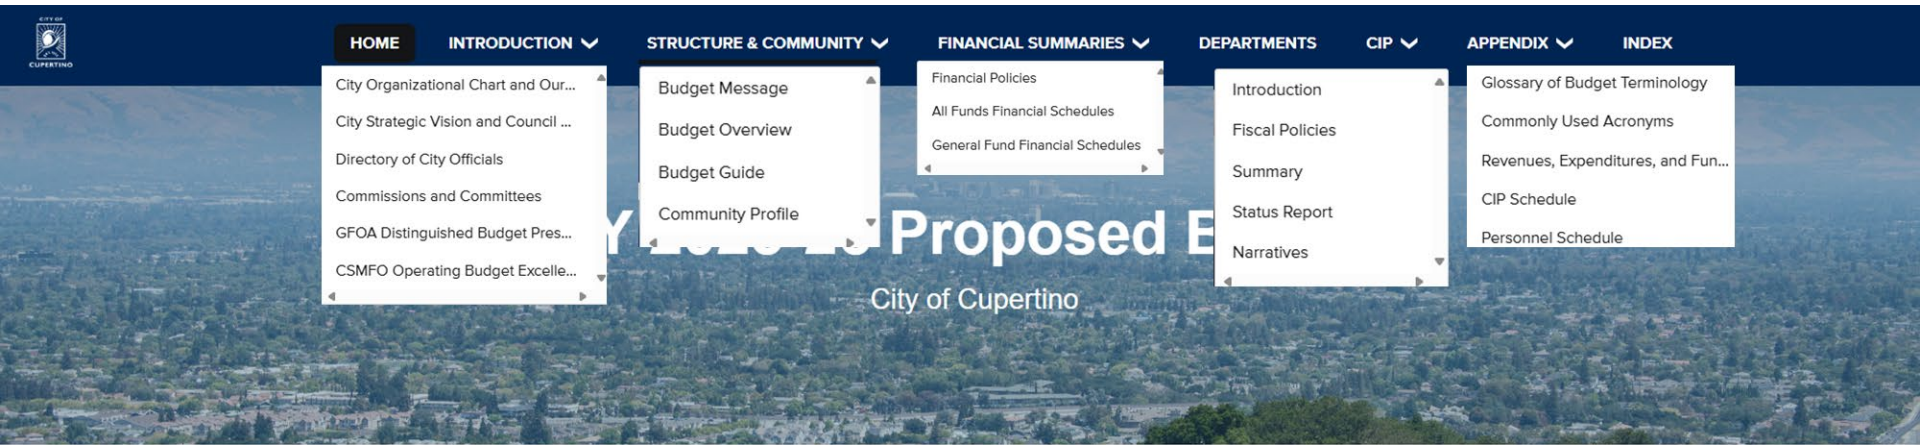 CITY OF
CUPERTINO
HOME
INTRODUCTION
STRUCTURE & COMMUNITY
FINANCIAL SUMMARIES
DEPARTMENTS
CIP
APPENDIX
INDEX
City Organizational Chart and Our...
City Strategic Vision and Council ...
Directory of City Officials
Commissions and Committees
GFOA Distinguished Budget Pres...
CSMFO Operating Budget Excelle...
Budget Message
Budget Overview
Budget Guide
Community Profile
Financial Policies
All Funds Financial Schedules
General Fund Financial Schedules
Introduction
Fiscal Policies
Summary
Status Report
Narratives
Glossary of Budget Terminology
Commonly Used Acronyms
Revenues, Expenditures, and Fun...
CIP Schedule
Personnel Schedule
Proposed
City of Cupertino